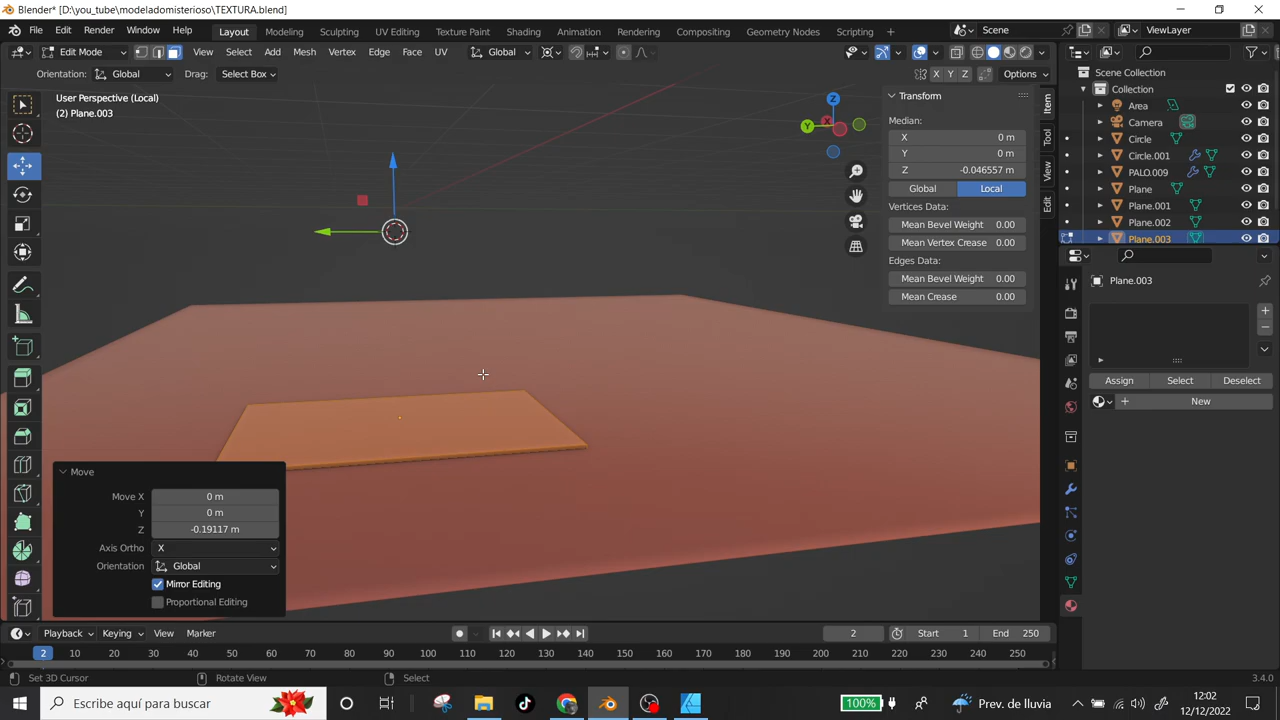 Blender* [D:\you_tube\modeladomisterioso\TEXTURA.blend]
File Edit Render Window Help Layout Modeling Sculpting UV Editing Texture Paint Shading Animation Rendering Compositing Geometry Nodes Scripting + Scene ViewLayer
Edit Mode View Select Add Mesh Vertex Edge Face UV Global
Orientation: Global Drag: Select Box X Y Z Options
User Perspective (Local)
(2) Plane.003
Transform
Median:
X 0 m
Y 0 m
Z -0.046557 m
Global Local
Vertices Data:
Mean Bevel Weight 0.00
Mean Vertex Crease 0.00
Edges Data:
Mean Bevel Weight 0.00
Mean Crease 0.00
Item
Tool
View
Edit
Z
Y
X
Scene Collection
Collection
Area
Camera
Circle
Circle.001
PALO.009
Plane
Plane.001
Plane.002
Plane.003
Plane.003
Assign Select Deselect
+ New
Move
Move X 0 m
Y 0 m
Z -0.19117 m
Axis Ortho X
Orientation Global
Mirror Editing
Proportional Editing
Playback Keying View Marker 2 Start 1 End 250
2 10 20 30 40 50 60 70 80 90 100 110 120 130 140 150 160 170 180 190 200 210 220 230 240 250
Set 3D Cursor Rotate View Select 3.4.0
Escribe aquí para buscar 100% Prev. de lluvia 12:02
12/12/2022